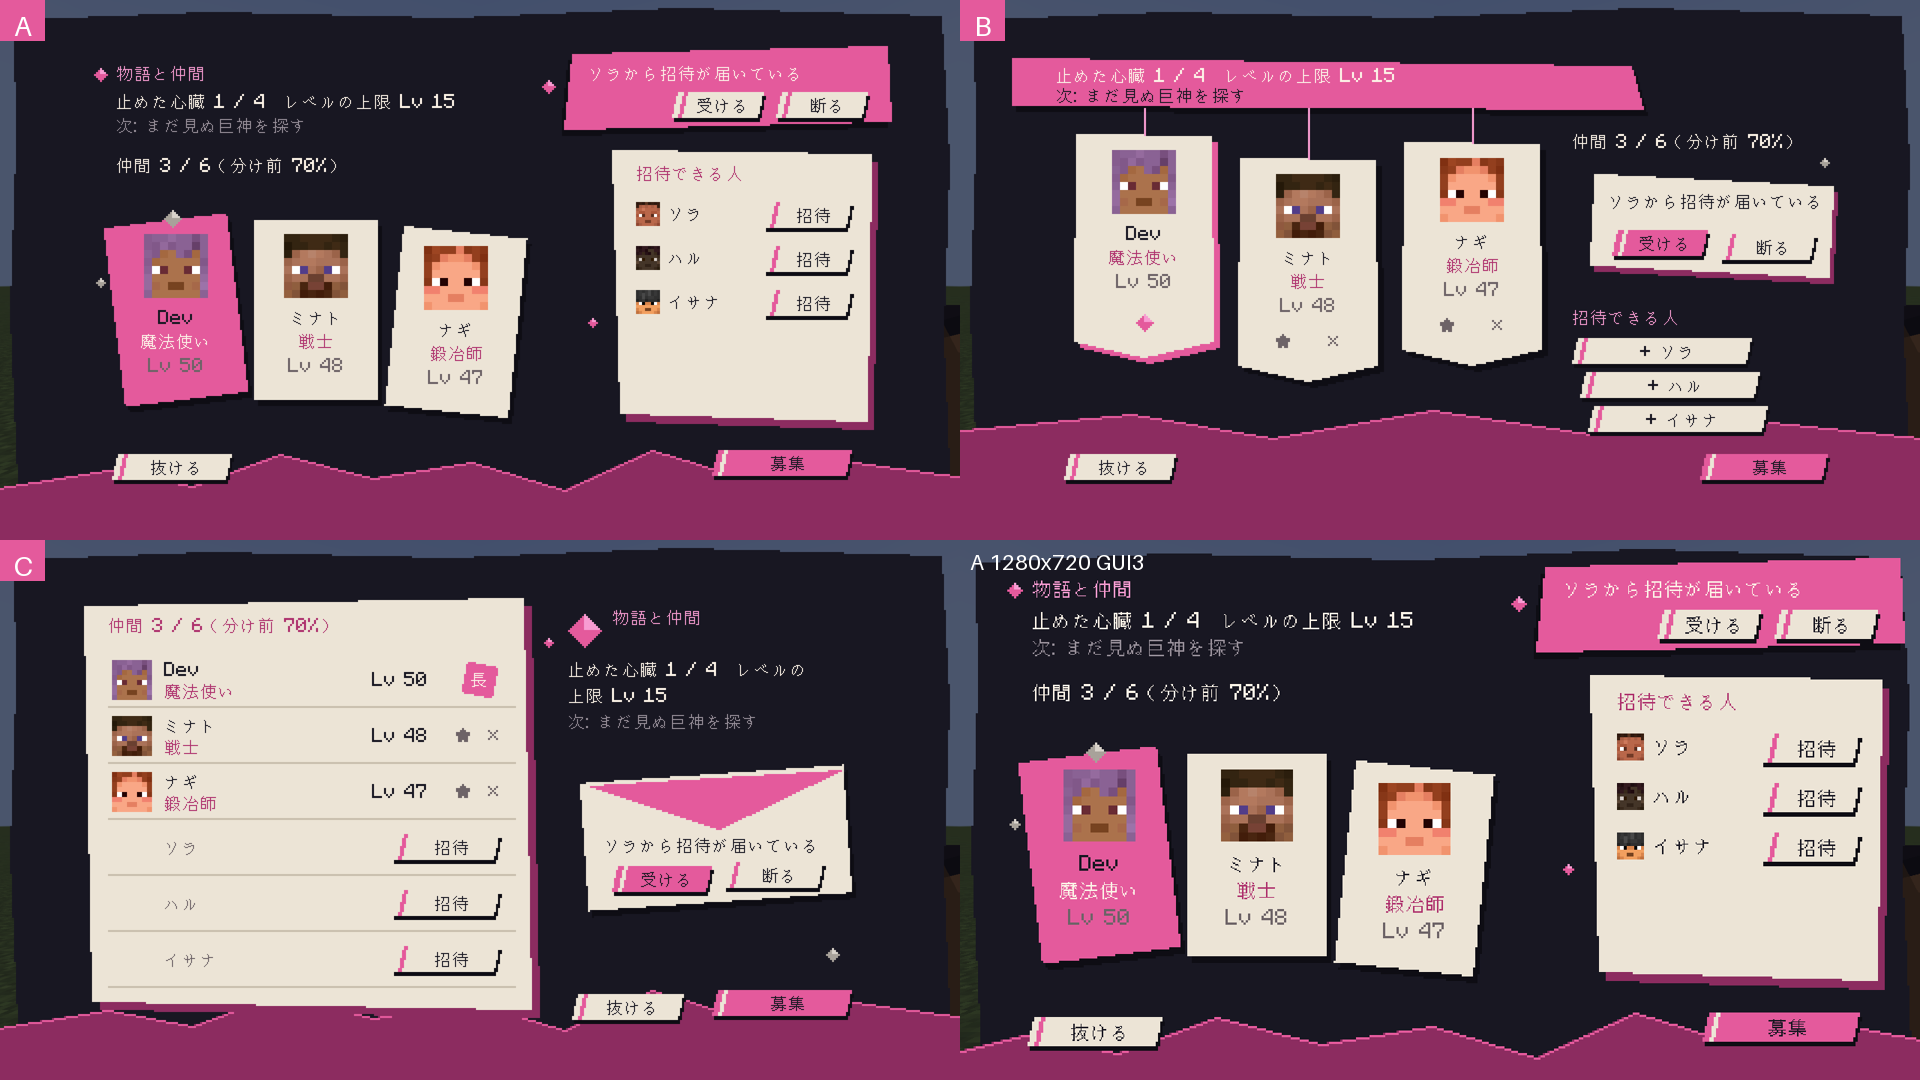 A
物語と仲間
止めた心臓 1 / 4 レベルの上限 Lv 15
次: まだ見ぬ巨神を探す
仲間 3 / 6 (分け前 70%)
Dev
魔法使い
Lv 50
ミナト
戦士
Lv 48
ナギ
鍛冶師
Lv 47
抜ける
ソラから招待が届いている
受ける 断る
招待できる人
ソラ 招待
ハル 招待
イサナ 招待
募集
B
止めた心臓 1 / 4 レベルの上限 Lv 15
次: まだ見ぬ巨神を探す
Dev
魔法使い
Lv 50
ミナト
戦士
Lv 48
ナギ
鍛冶師
Lv 47
仲間 3 / 6 (分け前 70%)
ソラから招待が届いている
受ける 断る
招待できる人
+ ソラ
+ ハル
+ イサナ
抜ける
募集
C
仲間 3 / 6 (分け前 70%)
Dev
魔法使い
Lv 50
長
ミナト
戦士
Lv 48
ナギ
鍛冶師
Lv 47
ソラ 招待
ハル 招待
イサナ 招待
物語と仲間
止めた心臓 1 / 4 レベルの
上限 Lv 15
次: まだ見ぬ巨神を探す
ソラから招待が届いている
受ける 断る
抜ける
募集
A 1280x720 GUI3
物語と仲間
止めた心臓 1 / 4 レベルの上限 Lv 15
次: まだ見ぬ巨神を探す
仲間 3 / 6 (分け前 70%)
Dev
魔法使い
Lv 50
ミナト
戦士
Lv 48
ナギ
鍛冶師
Lv 47
抜ける
ソラから招待が届いている
受ける 断る
招待できる人
ソラ 招待
ハル 招待
イサナ 招待
募集